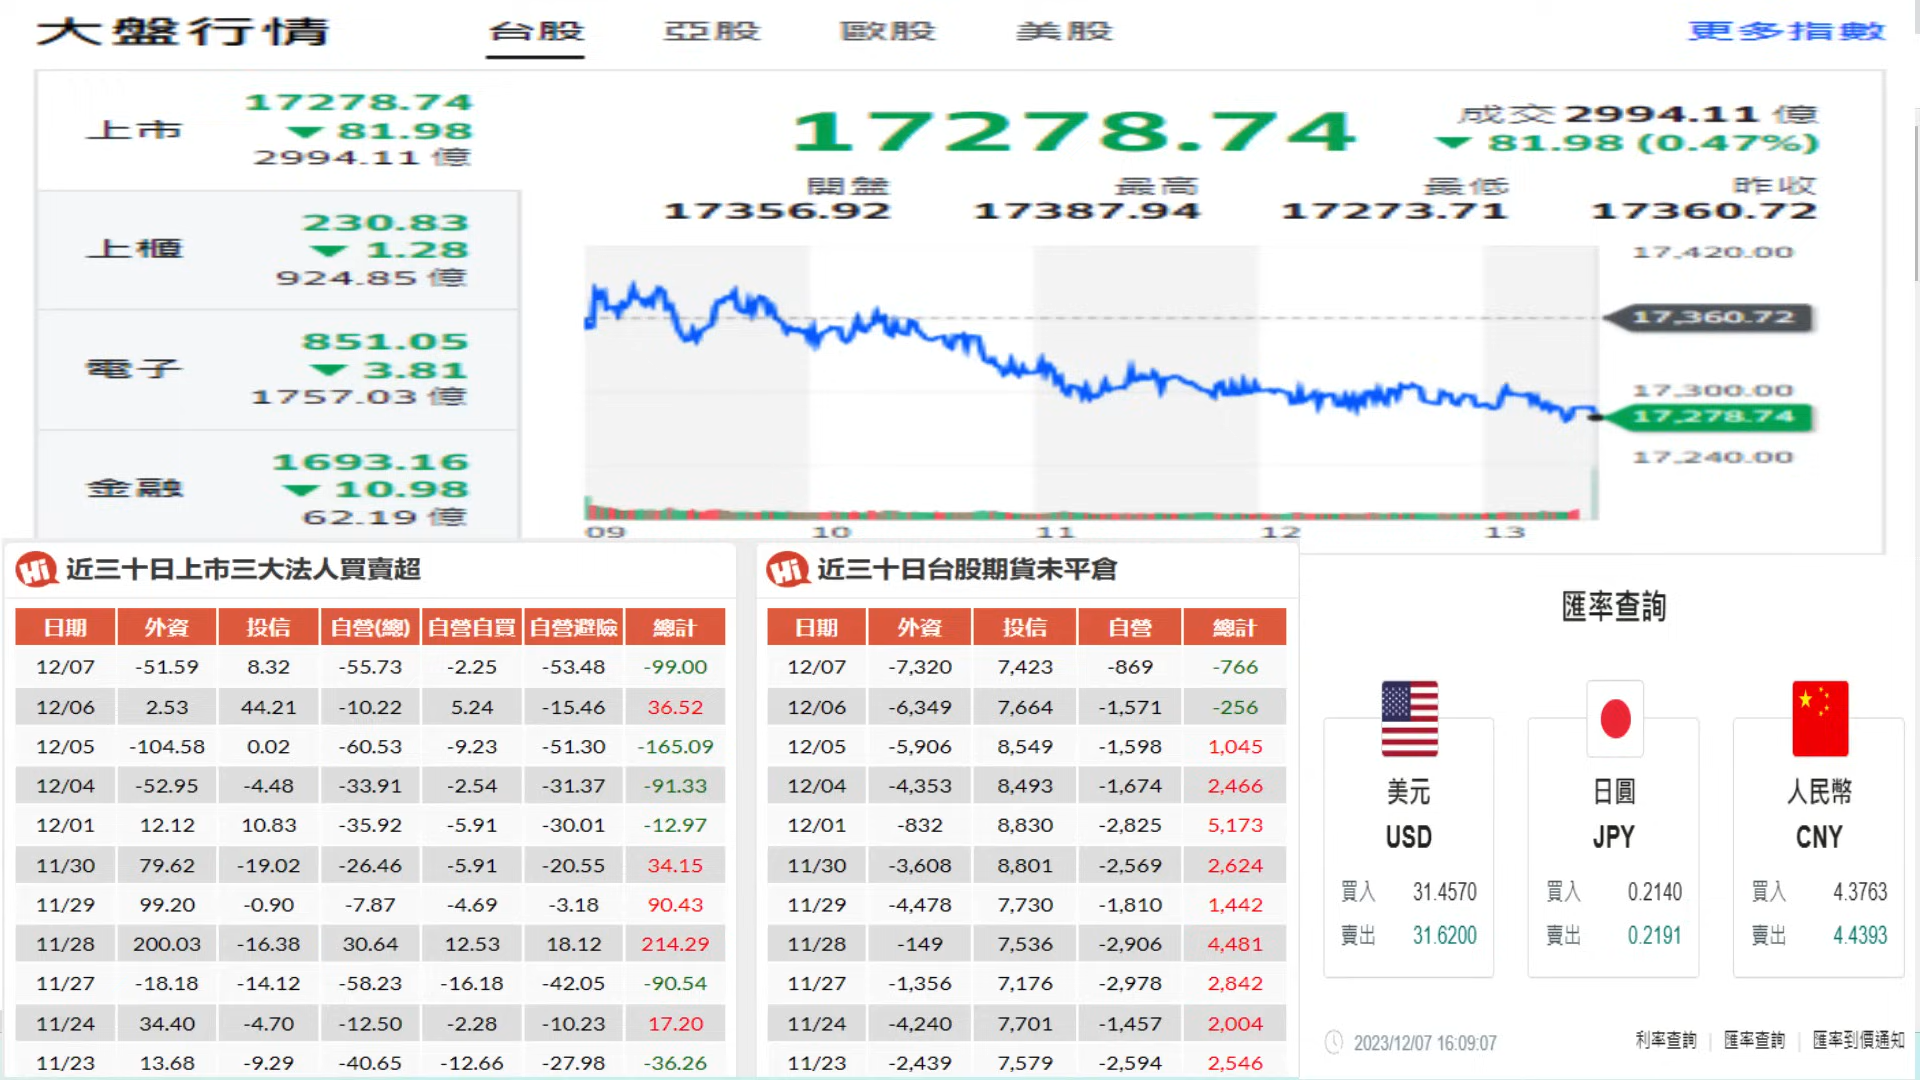 大盤行情 台股 亞股 歐股 美股 更多指數
上市 17278.74
▼ 81.98
2994.11 億
上櫃 230.83
▼ 1.28
924.85 億
電子 851.05
▼ 3.81
1757.03 億
金融 1693.16
▼ 10.98
62.19 億
17278.74 成交 2994.11 億
▼ 81.98 (0.47%)
開盤 最高 最低 昨收
17356.92 17387.94 17273.71 17360.72
17,420.00
17,360.72
17,300.00
17,278.74
17,240.00
09 10 11 12 13
Hi 近三十日上市三大法人買賣超
日期 外資 投信 自營(總) 自營自買 自營避險 總計
12/07 -51.59 8.32 -55.73 -2.25 -53.48 -99.00
12/06 2.53 44.21 -10.22 5.24 -15.46 36.52
12/05 -104.58 0.02 -60.53 -9.23 -51.30 -165.09
12/04 -52.95 -4.48 -33.91 -2.54 -31.37 -91.33
12/01 12.12 10.83 -35.92 -5.91 -30.01 -12.97
11/30 79.62 -19.02 -26.46 -5.91 -20.55 34.15
11/29 99.20 -0.90 -7.87 -4.69 -3.18 90.43
11/28 200.03 -16.38 30.64 12.53 18.12 214.29
11/27 -18.18 -14.12 -58.23 -16.18 -42.05 -90.54
11/24 34.40 -4.70 -12.50 -2.28 -10.23 17.20
11/23 13.68 -9.29 -40.65 -12.66 -27.98 -36.26
Hi 近三十日台股期貨未平倉
日期 外資 投信 自營 總計
12/07 -7,320 7,423 -869 -766
12/06 -6,349 7,664 -1,571 -256
12/05 -5,906 8,549 -1,598 1,045
12/04 -4,353 8,493 -1,674 2,466
12/01 -832 8,830 -2,825 5,173
11/30 -3,608 8,801 -2,569 2,624
11/29 -4,478 7,730 -1,810 1,442
11/28 -149 7,536 -2,906 4,481
11/27 -1,356 7,176 -2,978 2,842
11/24 -4,240 7,701 -1,457 2,004
11/23 -2,439 7,579 -2,594 2,546
匯率查詢
美元
USD
買入 31.4570
賣出 31.6200
日圓
JPY
買入 0.2140
賣出 0.2191
人民幣
CNY
買入 4.3763
賣出 4.4393
2023/12/07 16:09:07 利率查詢 | 匯率查詢 | 匯率到價通知